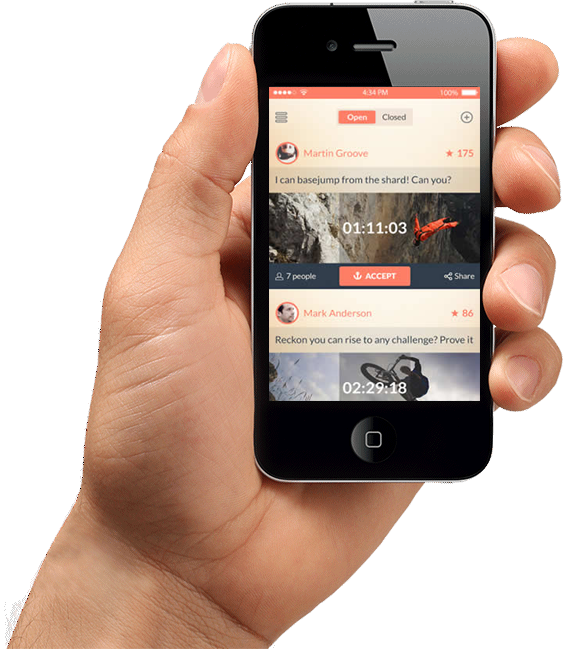 4:34 PM 100%
Open Closed
Martin Groove 175
I can basejump from the shard! Can you?
01:11:03
7 people ACCEPT Share
Mark Anderson 86
Reckon you can rise to any challenge? Prove it
02:29:18